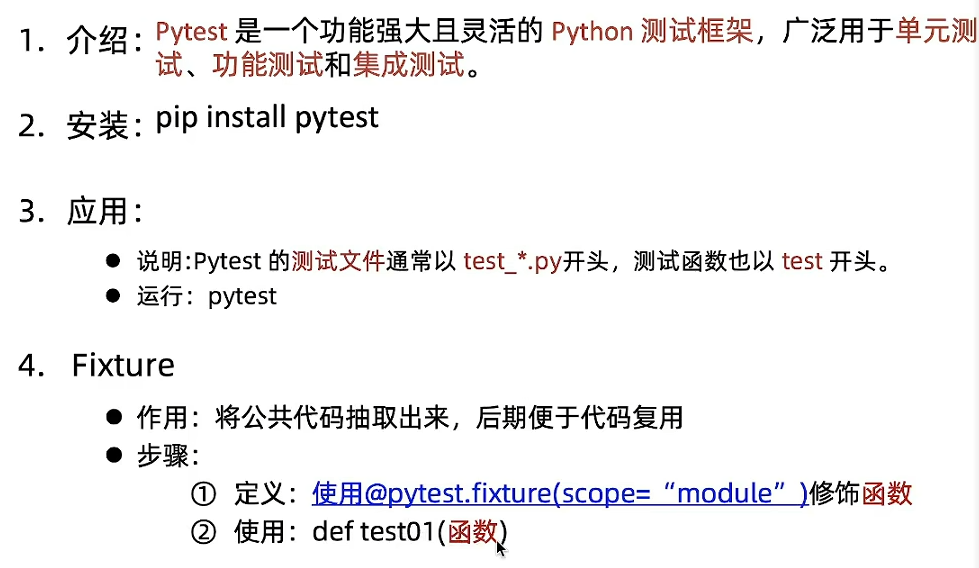 1. 介绍：Pytest 是一个功能强大且灵活的 Python 测试框架，广泛用于单元测
试、功能测试和集成测试。
2. 安装：pip install pytest
3. 应用：
● 说明:Pytest 的测试文件通常以 test_*.py开头，测试函数也以 test 开头。
● 运行：pytest
4. Fixture
● 作用：将公共代码抽取出来，后期便于代码复用
● 步骤：
① 定义：使用@pytest.fixture(scope=“module”)修饰函数
② 使用：def test01(函数)